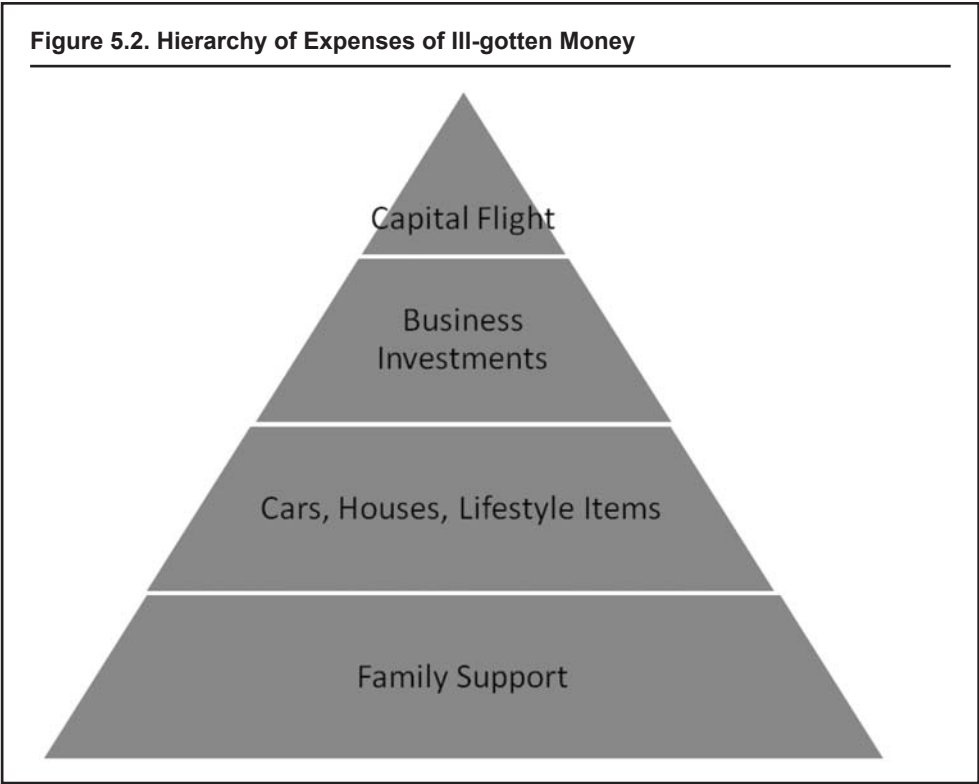 Figure 5.2. Hierarchy of Expenses of Ill-gotten Money
Capital Flight
Business
Investments
Cars, Houses, Lifestyle Items
Family Support